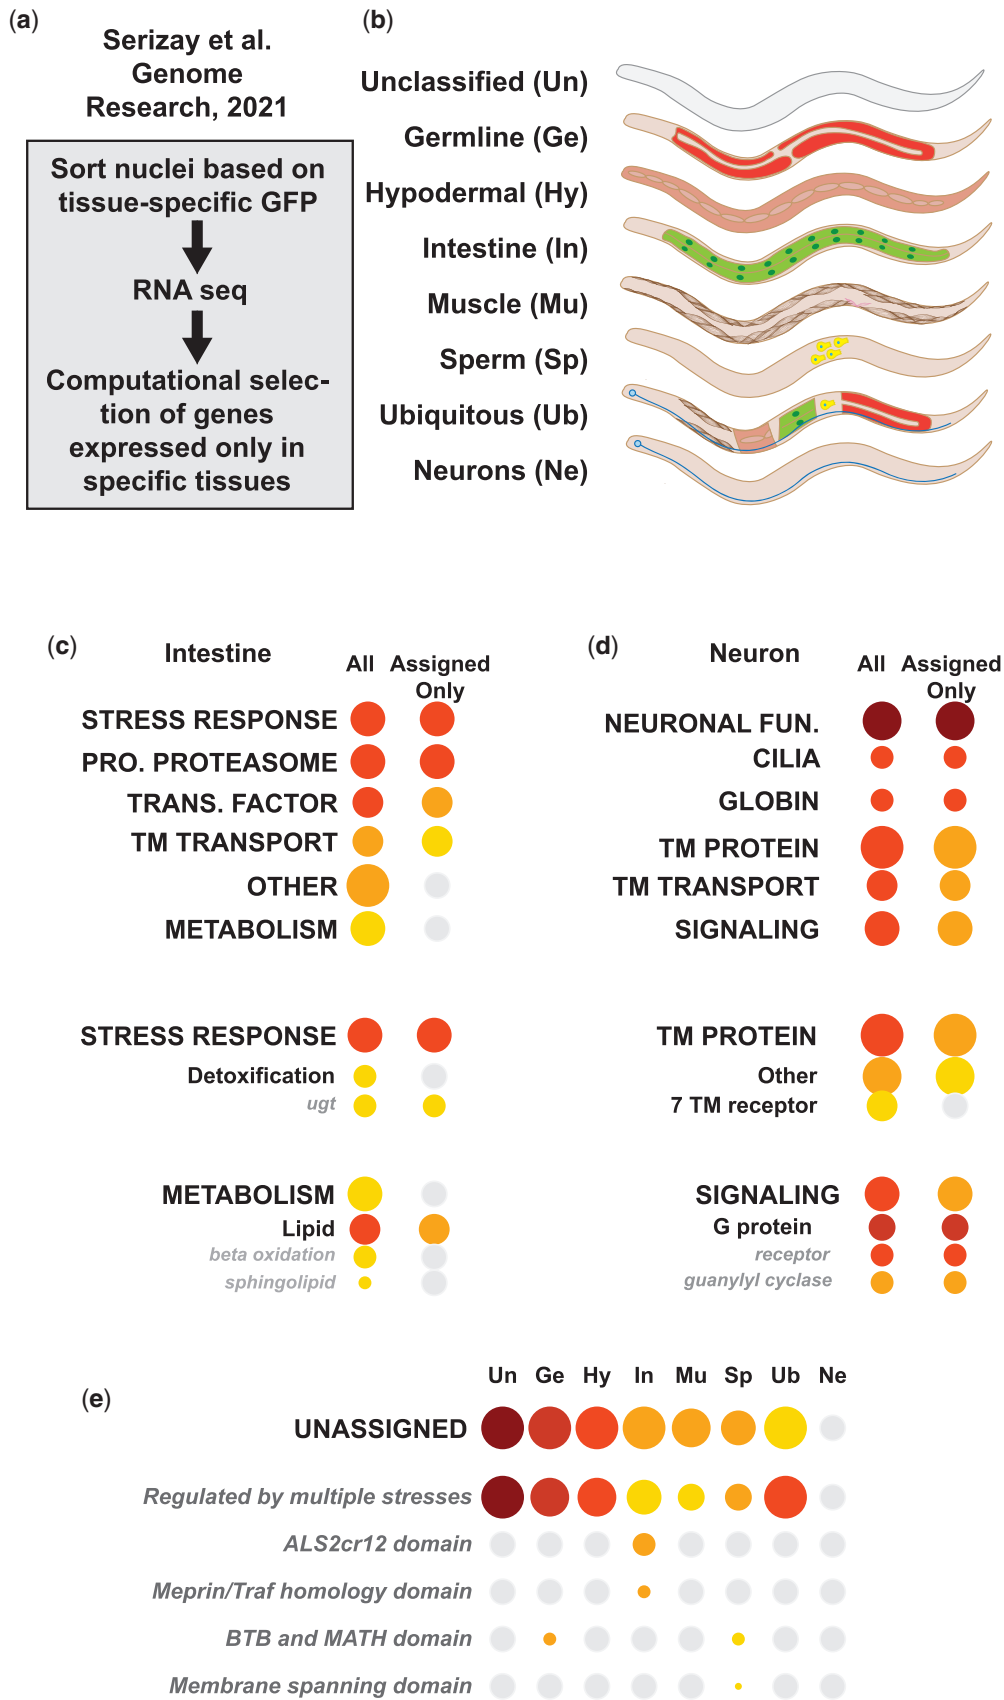 (a)
Serizay et al.
Genome
Research, 2021
Sort nuclei based on
tissue-specific GFP
RNA seq
Computational selec-
tion of genes
expressed only in
specific tissues
(b)
Unclassified (Un)
Germline (Ge)
Hypodermal (Hy)
Intestine (In)
Muscle (Mu)
Sperm (Sp)
Ubiquitous (Ub)
Neurons (Ne)
(c)
Intestine
All
Assigned
Only
STRESS RESPONSE
PRO. PROTEASOME
TRANS. FACTOR
TM TRANSPORT
OTHER
METABOLISM
STRESS RESPONSE
Detoxification
ugt
METABOLISM
Lipid
beta oxidation
sphingolipid
(d)
Neuron
All
Assigned
Only
NEURONAL FUN.
CILIA
GLOBIN
TM PROTEIN
TM TRANSPORT
SIGNALING
TM PROTEIN
Other
7 TM receptor
SIGNALING
G protein
receptor
guanylyl cyclase
(e)
Un Ge Hy In Mu Sp Ub Ne
UNASSIGNED
Regulated by multiple stresses
ALS2cr12 domain
Meprin/Traf homology domain
BTB and MATH domain
Membrane spanning domain